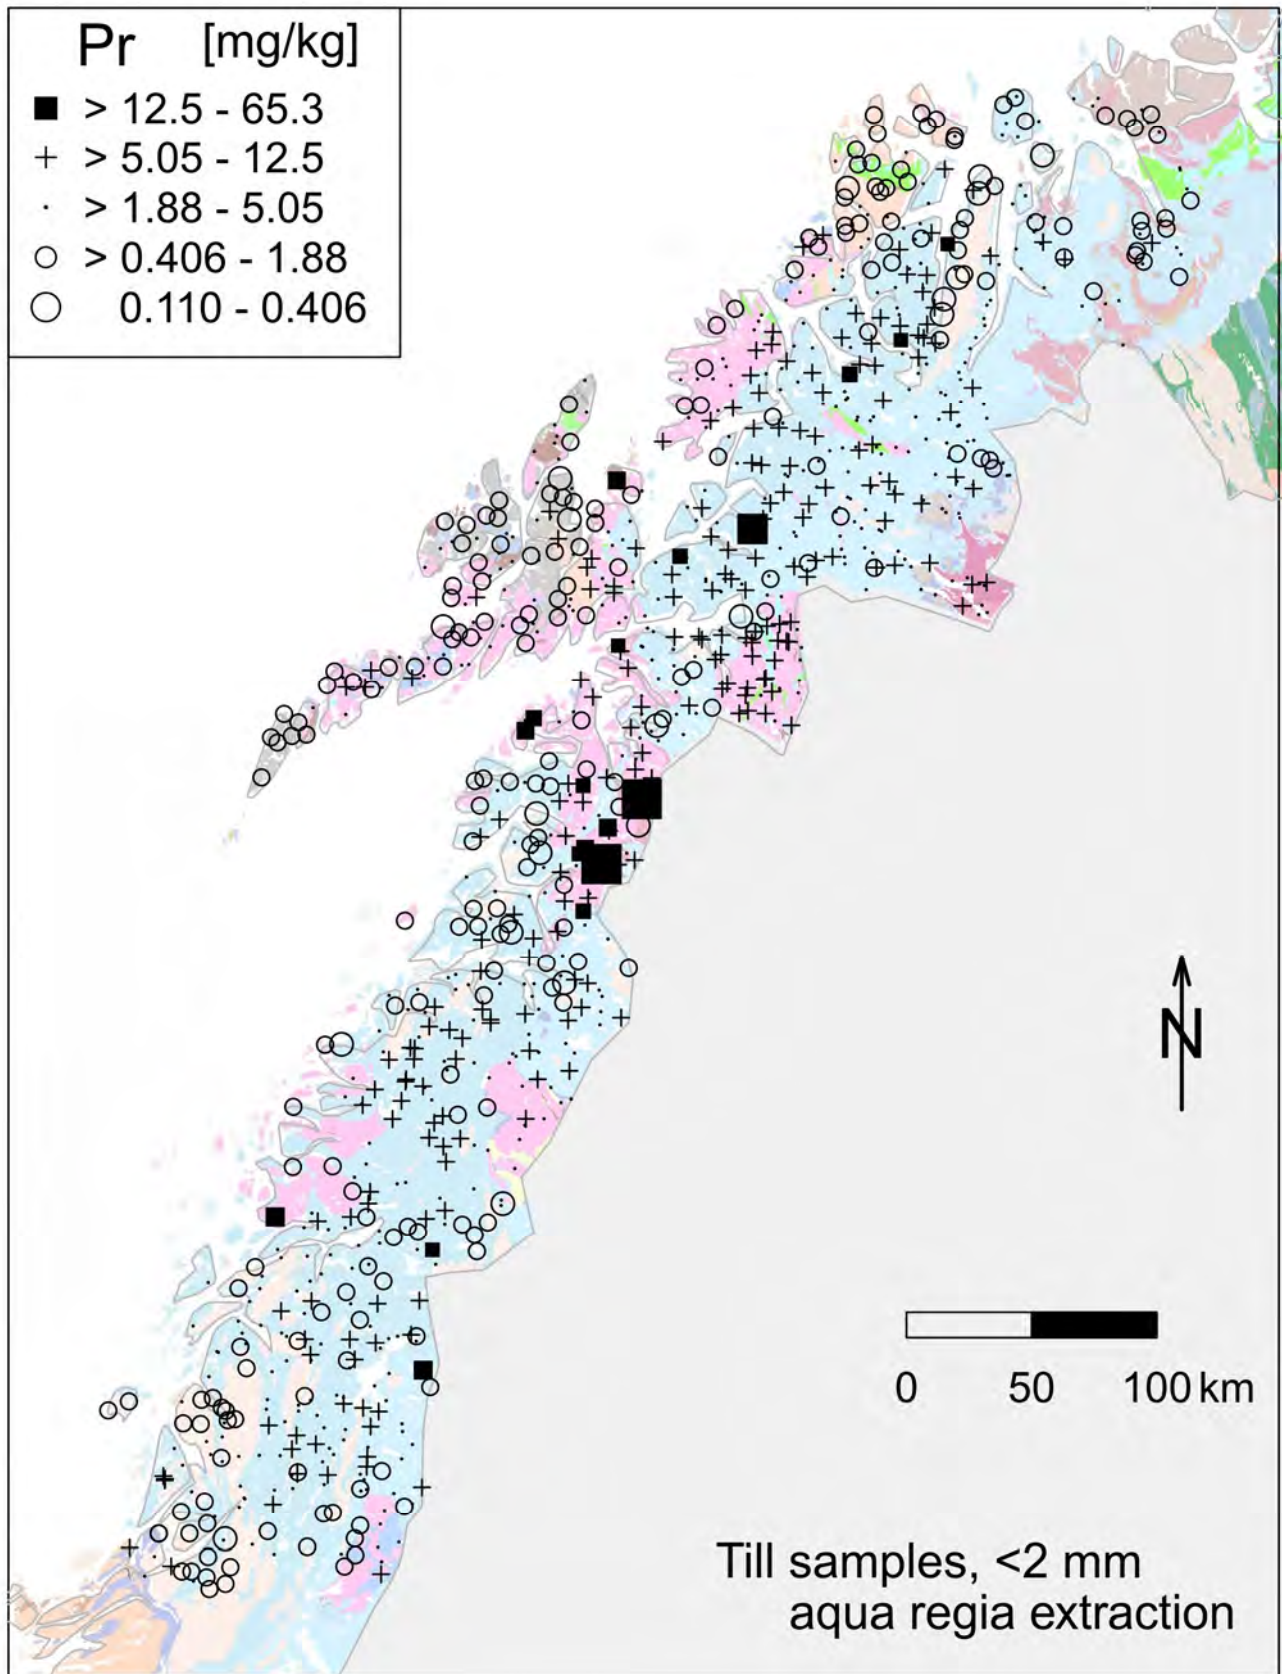 Pr [mg/kg]
> 12.5 - 65.3
> 5.05 - 12.5
> 1.88 - 5.05
> 0.406 - 1.88
0.110 - 0.406
N
0 50 100 km
Till samples, <2 mm
aqua regia extraction